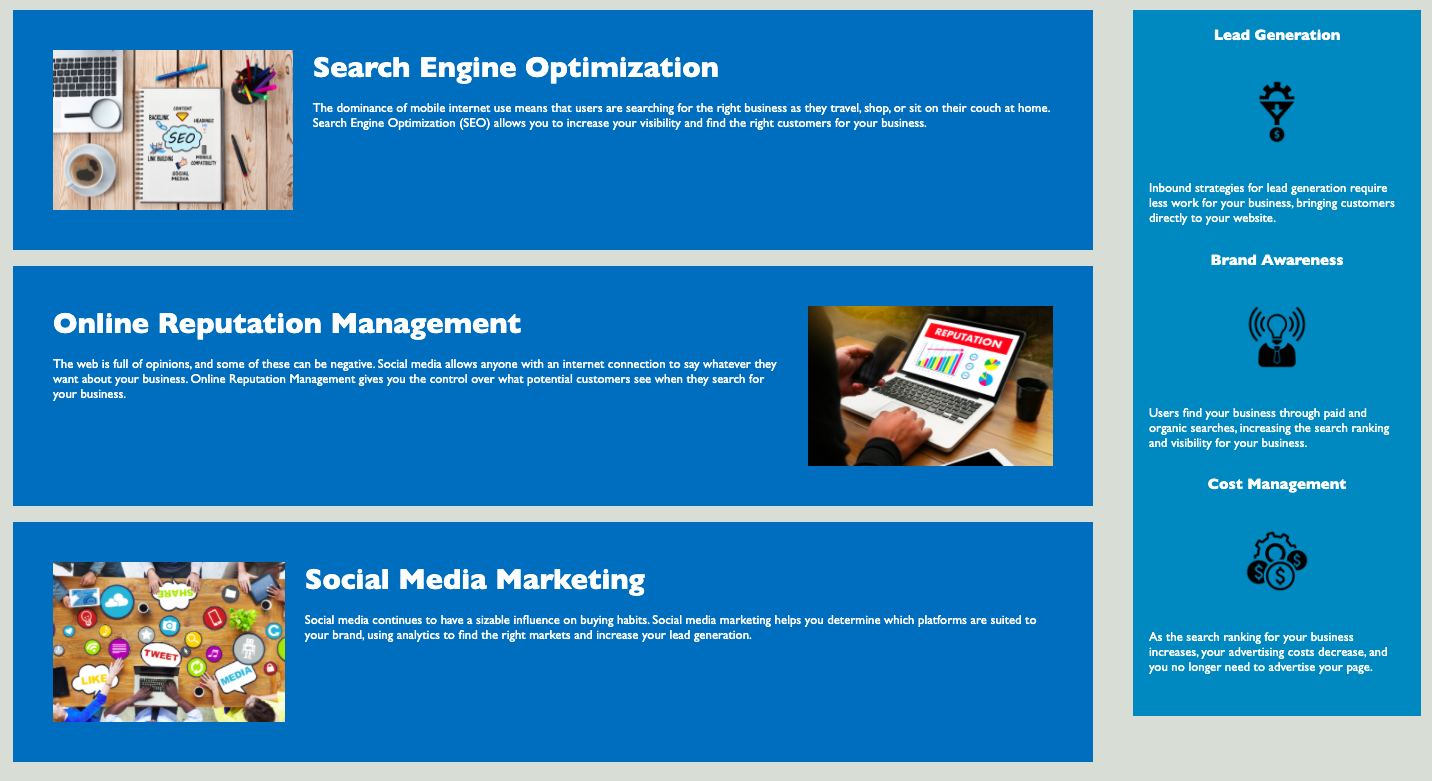 Search Engine Optimization
The dominance of mobile internet use means that users are searching for the right business as they travel, shop, or sit on their couch at home.
Search Engine Optimization (SEO) allows you to increase your visibility and find the right customers for your business.
CONTENT
BACKLINK
HEADINGS
SEO
LINK BUILDING
MOBILE
COMPATIBILITY
SOCIAL
MEDIA
Online Reputation Management
The web is full of opinions, and some of these can be negative. Social media allows anyone with an internet connection to say whatever they
want about your business. Online Reputation Management gives you the control over what potential customers see when they search for
your business.
REPUTATION
Social Media Marketing
Social media continues to have a sizable influence on buying habits. Social media marketing helps you determine which platforms are suited to
your brand, using analytics to find the right markets and increase your lead generation.
SHARE
TWEET
LIKE
MEDIA
Lead Generation
$
Inbound strategies for lead generation require
less work for your business, bringing customers
directly to your website.
Brand Awareness
Users find your business through paid and
organic searches, increasing the search ranking
and visibility for your business.
Cost Management
$ $ $
As the search ranking for your business
increases, your advertising costs decrease, and
you no longer need to advertise your page.